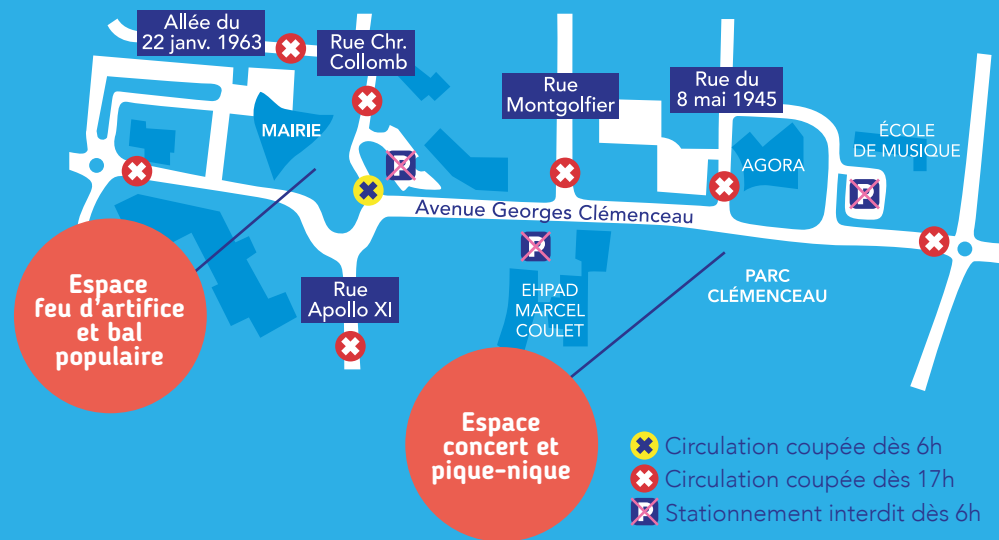 Allée du
22 janv. 1963
Rue Chr.
Collomb
Rue
Montgolfier
Rue du
8 mai 1945
MAIRIE
P
AGORA
ÉCOLE
DE MUSIQUE
P
Avenue Georges Clémenceau
P
Espace
feu d'artifice
et bal
populaire
Rue
Apollo XI
EHPAD
MARCEL
COULET
PARC
CLÉMENCEAU
Espace
concert et
pique-nique
Circulation coupée dès 6h
Circulation coupée dès 17h
P Stationnement interdit dès 6h